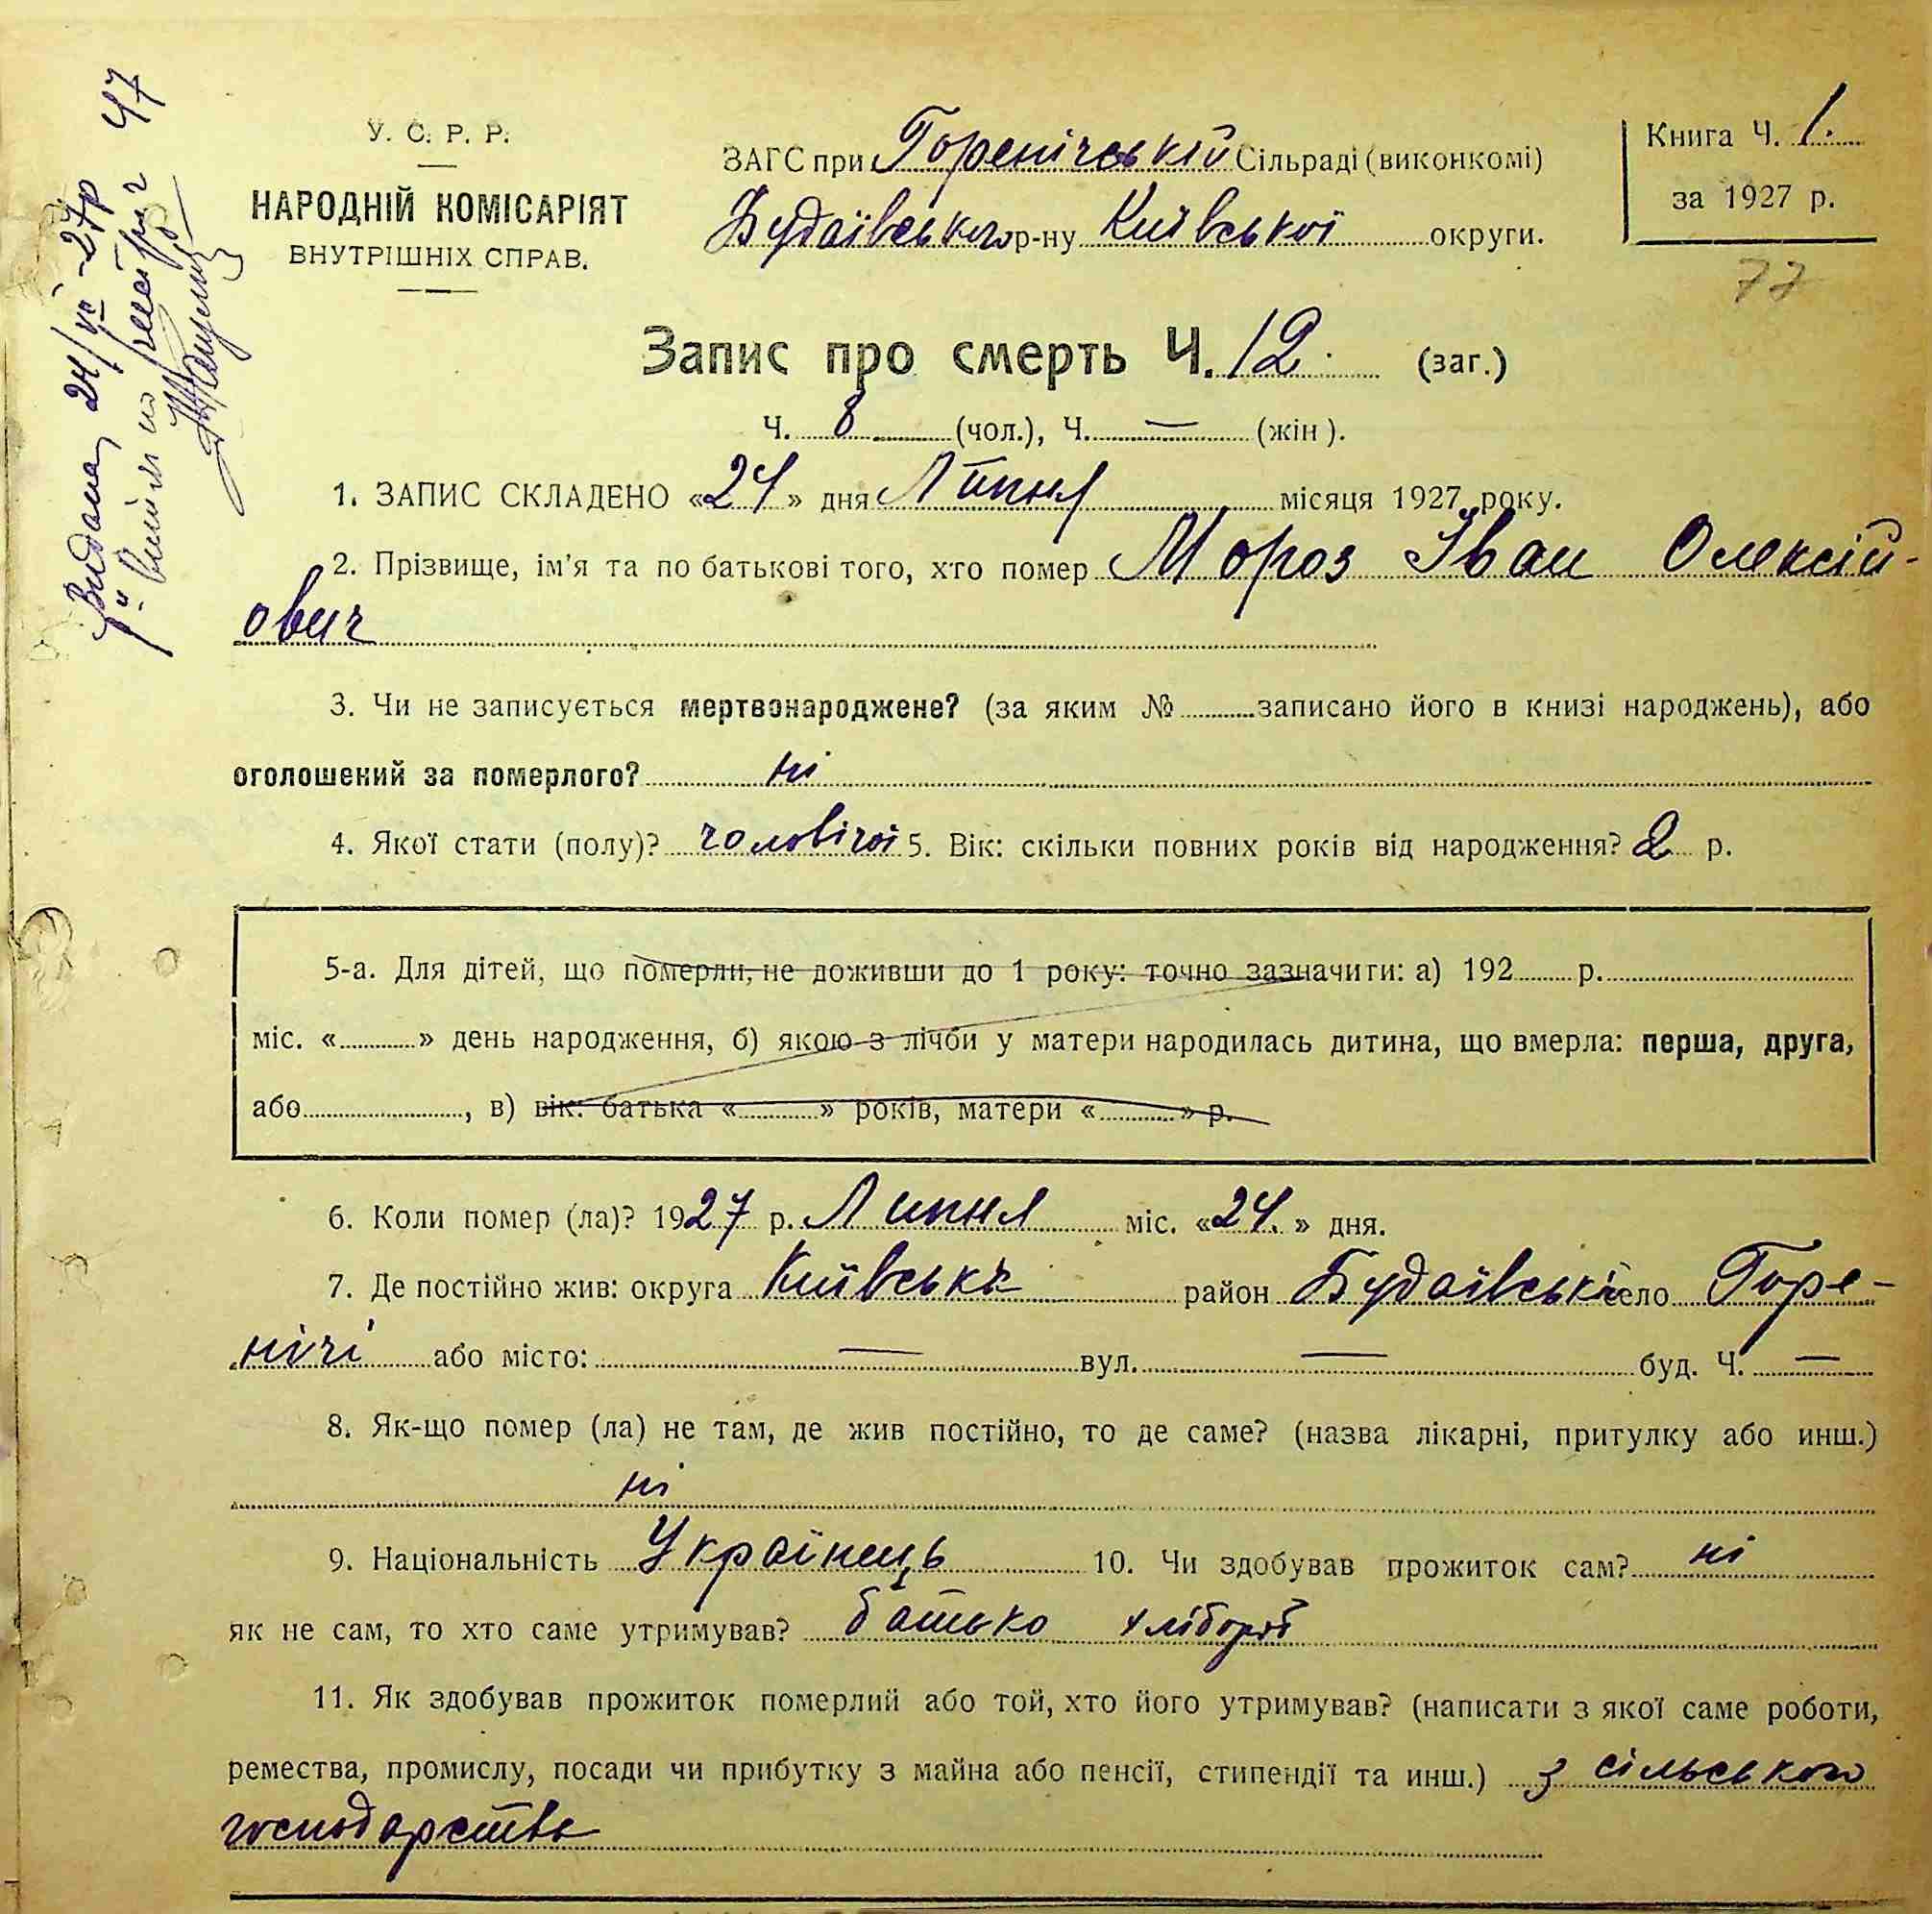 У. С. Р. Р.
НАРОДНІЙ КОМІСАРІЯТ
ВНУТРІШНІХ СПРАВ.
ЗАГС при Горенічській Сільраді (виконкомі)
Будаївського р-ну Київської округи.
Книга Ч. 1.
за 1927 р.
77
47
Видана 24/VII-27р
Запис про смерть Ч. 12. (заг.)
Ч. 8 (чол.), Ч. — (жін).
1. ЗАПИС СКЛАДЕНО «24» дня Липня місяця 1927 року.
2. Прізвище, ім'я та по батькові того, хто помер Мороз Іван Олексій-
ович
3. Чи не записується мертвонароджене? (за яким № записано його в книзі народжень), або
оголошений за померлого? ні
4. Якої стати (полу)? чоловічої 5. Вік: скільки повних років від народження? 2 р.
5-а. Для дітей, що померли, не доживши до 1 року: точно зазначити: а) 192 р.
міс. « » день народження, б) якою з лічби у матери народилась дитина, що вмерла: перша, друга,
або , в) вік: батька « » років, матери « » р.
6. Коли помер (ла)? 1927 р. Липня міс. «24.» дня.
7. Де постійно жив: округа Київська район Будаївський село Горе-
нічі або місто: — вул. — буд. Ч. —
8. Як-що помер (ла) не там, де жив постійно, то де саме? (назва лікарні, притулку або инш.)
ні
9. Національність Українець 10. Чи здобував прожиток сам? ні
як не сам, то хто саме утримував? батько хлібороб
11. Як здобував прожиток померлий або той, хто його утримував? (написати з якої саме роботи,
ремества, промислу, посади чи прибутку з майна або пенсії, стипендії та инш.) з сільського
господарства